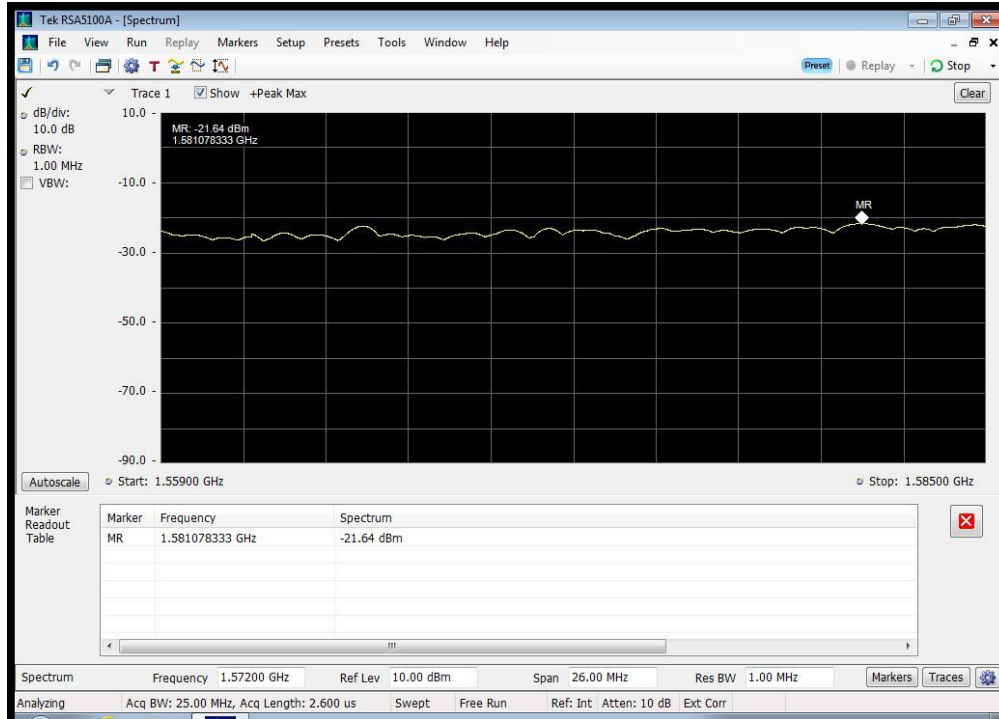 Tek RSA5100A - [Spectrum]
File View Run Replay Markers Setup Presets Tools Window Help
Preset Replay Stop
Trace 1 Show +Peak Max Clear
dB/div:
10.0 dB
RBW:
1.00 MHz
VBW:
10.0
-10.0
-30.0
-50.0
-70.0
-90.0
MR: -21.64 dBm
1.581078333 GHz
MR
Autoscale Start: 1.55900 GHz Stop: 1.58500 GHz
Marker
Readout
Table
Marker Frequency Spectrum
MR 1.581078333 GHz -21.64 dBm
Spectrum Frequency 1.57200 GHz Ref Lev 10.00 dBm Span 26.00 MHz Res BW 1.00 MHz Markers Traces
Analyzing Acq BW: 25.00 MHz, Acq Length: 2.600 us Swept Free Run Ref: Int Atten: 10 dB Ext Corr